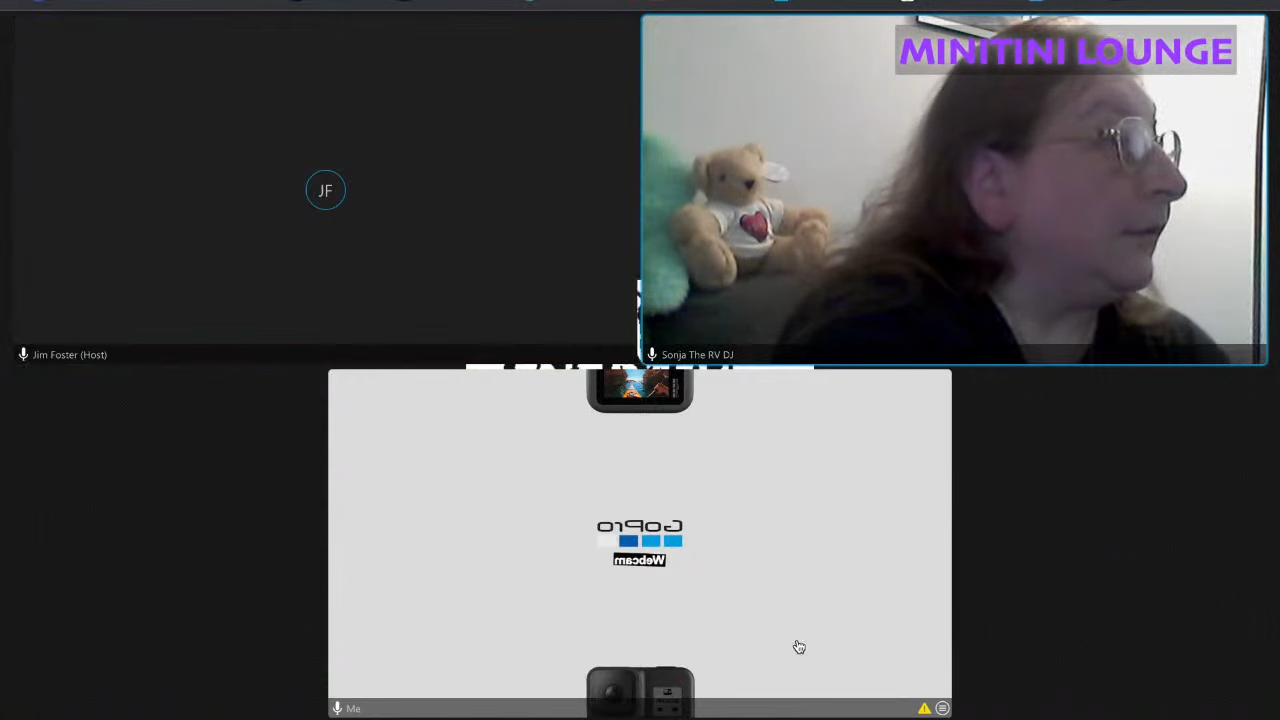 MINITINI LOUNGE
JF
Jim Foster (Host)
Sonja The RV DJ
GoPro
Webcam
Me